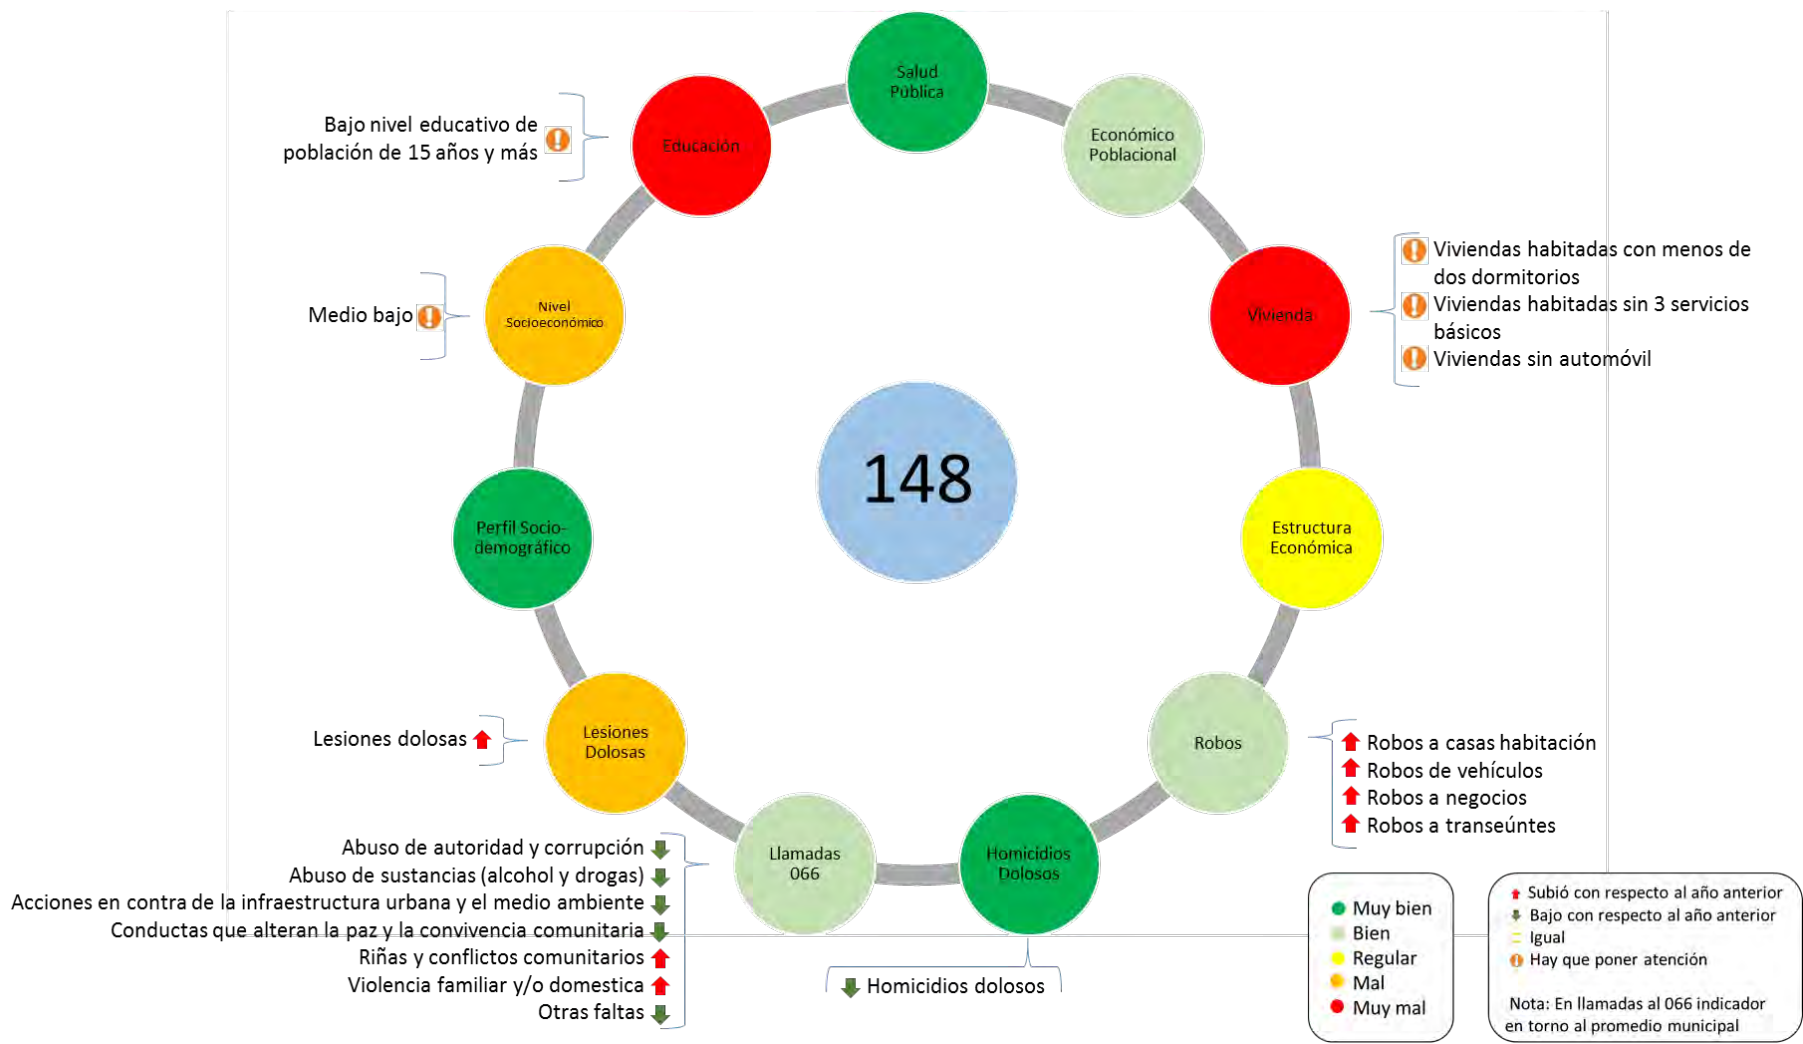 Salud
Pública
Económico
Poblacional
Bajo nivel educativo de
población de 15 años y más
Educación
Viviendas habitadas con menos de
dos dormitorios
Viviendas habitadas sin 3 servicios
básicos
Viviendas sin automóvil
Vivienda
Medio bajo
Nivel
Socioeconómico
148
Perfil Socio-
demográfico
Estructura
Económica
Lesiones dolosas
Lesiones
Dolosas
Robos
Robos a casas habitación
Robos de vehículos
Robos a negocios
Robos a transeúntes
Abuso de autoridad y corrupción
Abuso de sustancias (alcohol y drogas)
Acciones en contra de la infraestructura urbana y el medio ambiente
Conductas que alteran la paz y la convivencia comunitaria
Riñas y conflictos comunitarios
Violencia familiar y/o domestica
Otras faltas
Llamadas
066
Homicidios
Dolosos
Homicidios dolosos
Muy bien
Bien
Regular
Mal
Muy mal
Subió con respecto al año anterior
Bajo con respecto al año anterior
Igual
Hay que poner atención
Nota: En llamadas al 066 indicador
en torno al promedio municipal